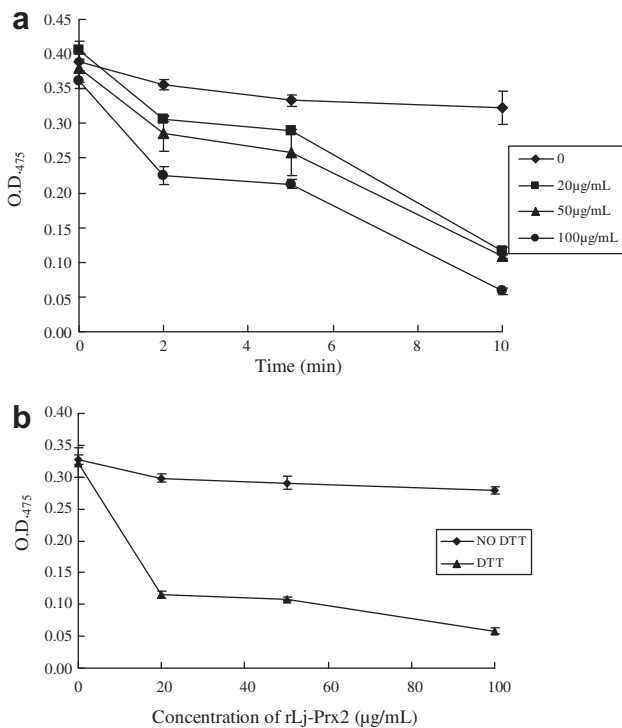 a
0.45
0.40
0.35
0.30
0.25
0.20
0.15
0.10
0.05
0.00
O.D.475
0 2 4 6 8 10
Time (min)
0
20µg/mL
50µg/mL
100µg/mL
b
0.40
0.35
0.30
0.25
0.20
0.15
0.10
0.05
0.00
O.D.475
NO DTT
DTT
0 20 40 60 80 100
Concentration of rLj-Prx2 (µg/mL)